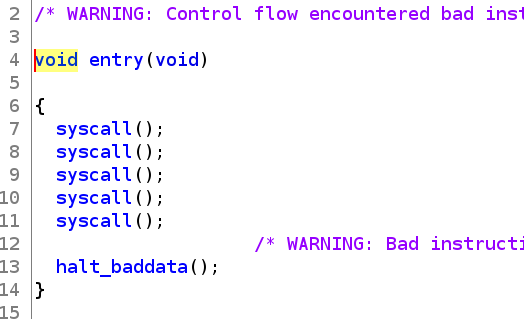 2 /* WARNING: Control flow encountered bad inst
3
4 void entry(void)
5
6 {
7 syscall();
8 syscall();
9 syscall();
10 syscall();
11 syscall();
12 /* WARNING: Bad instructi
13 halt_baddata();
14 }
15